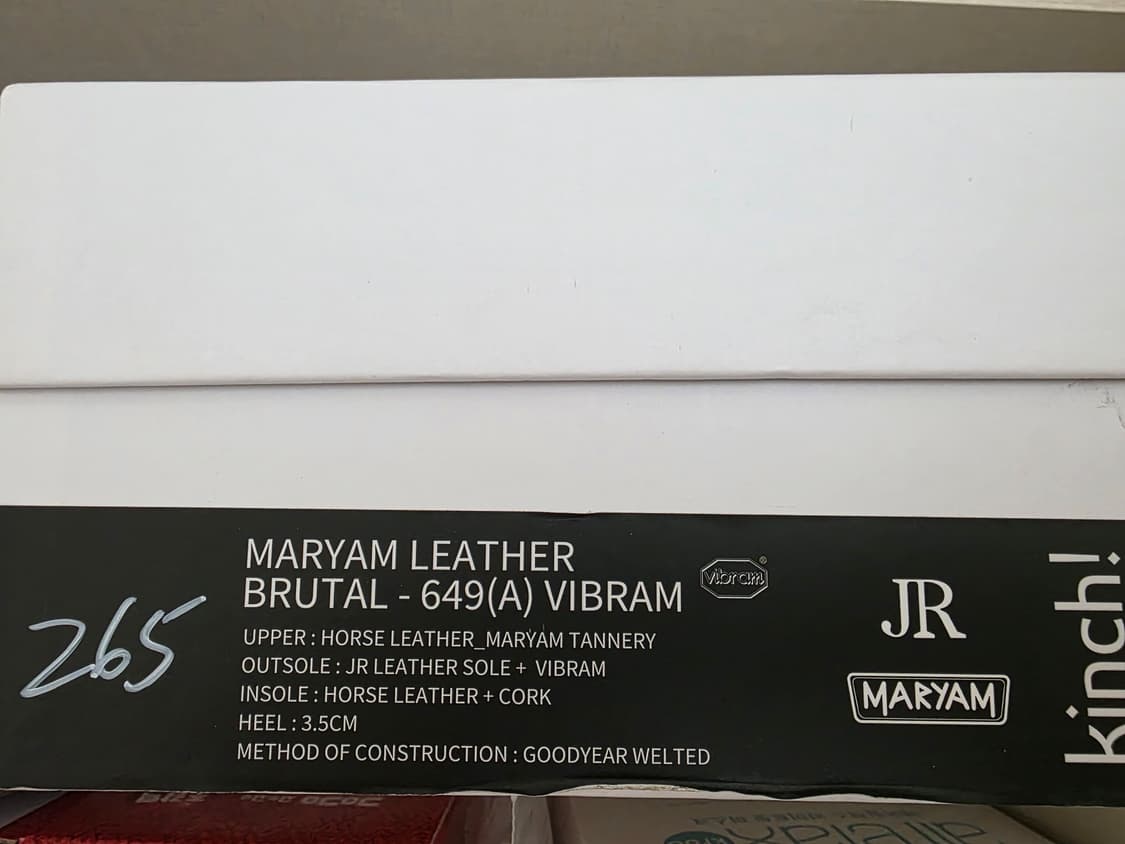 MARYAM LEATHER
BRUTAL - 649(A) VIBRAM
vibram®
UPPER : HORSE LEATHER_MARYAM TANNERY
OUTSOLE : JR LEATHER SOLE + VIBRAM
INSOLE : HORSE LEATHER + CORK
HEEL : 3.5CM
METHOD OF CONSTRUCTION : GOODYEAR WELTED
265
JR
MARYAM
kinch!